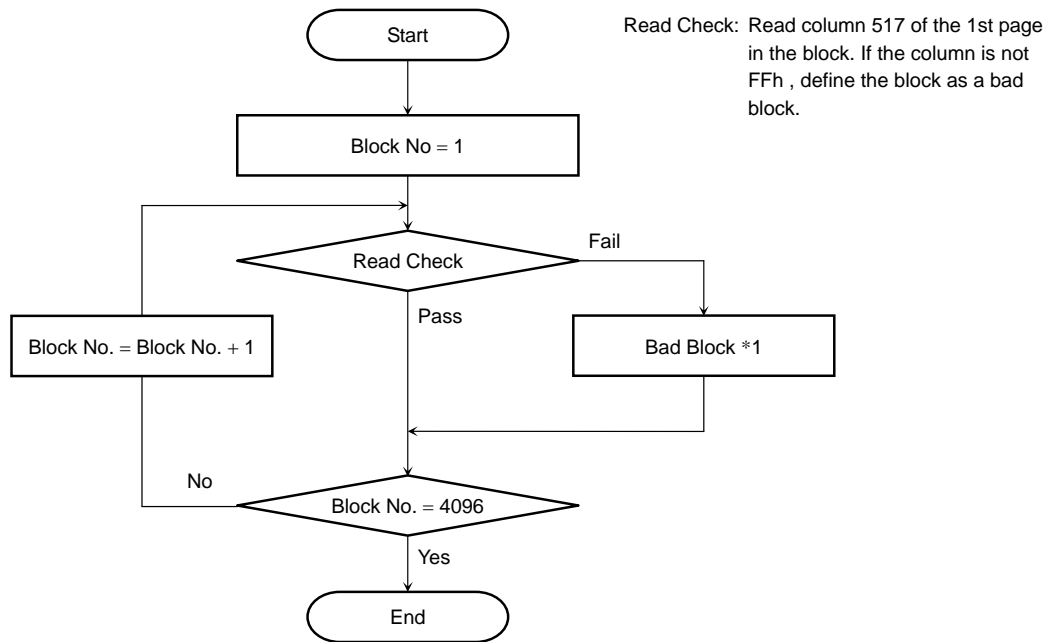 Start
Read Check: Read column 517 of the 1st page
in the block. If the column is not
FFh , define the block as a bad
block.
Block No = 1
Fail
Read Check
Pass
Block No. = Block No. + 1
Bad Block *1
No
Block No. = 4096
Yes
End